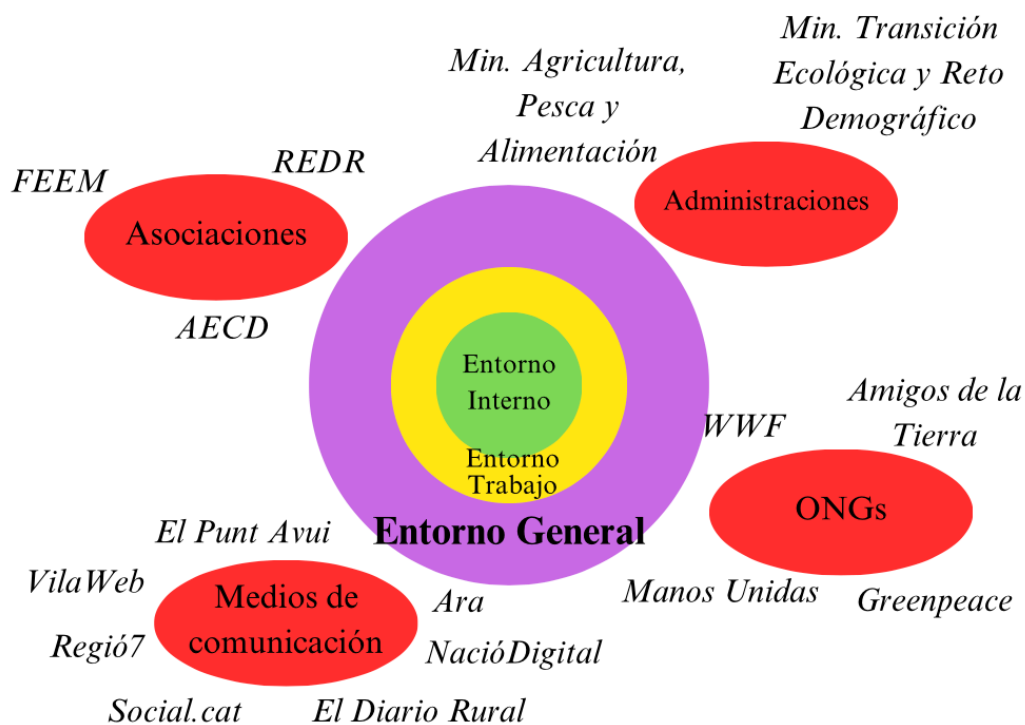 Min. Transición
Ecológica y Reto
Demográfico
Min. Agricultura,
Pesca y
Alimentación
REDR
FEEM
Asociaciones
AECD
Administraciones
Entorno
Interno
Entorno
Trabajo
Entorno General
WWF
Amigos de la
Tierra
ONGs
Manos Unidas
Greenpeace
El Punt Avui
VilaWeb
Medios de
comunicación
Ara
Regió7
NacióDigital
Social.cat
El Diario Rural